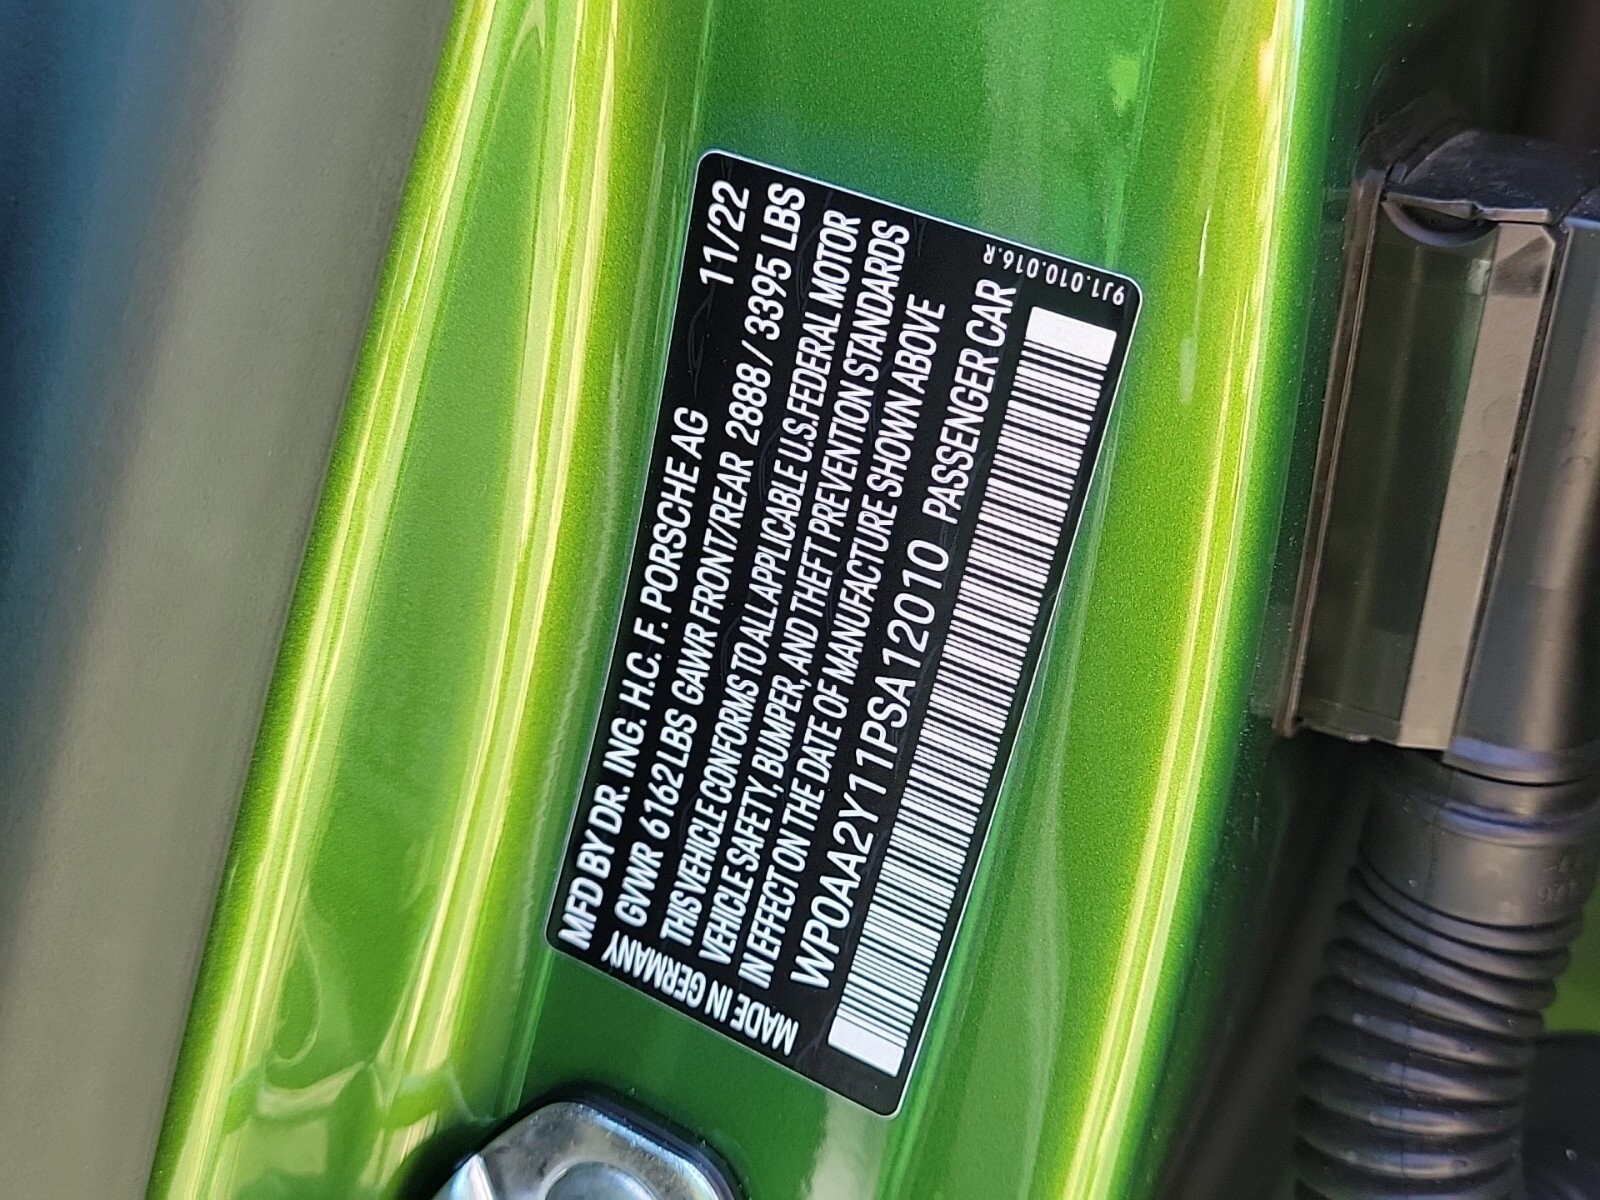 MFD BY DR. ING. H.C. F. PORSCHE AG 11/22
GVWR 6162 LBS GAWR FRONT/REAR 2888 / 3395 LBS
THIS VEHICLE CONFORMS TO ALL APPLICABLE U.S. FEDERAL MOTOR
VEHICLE SAFETY, BUMPER, AND THEFT PREVENTION STANDARDS
IN EFFECT ON THE DATE OF MANUFACTURE SHOWN ABOVE
WP0AA2Y11PSA12010 PASSENGER CAR
MADE IN GERMANY
9J1.010.016.R